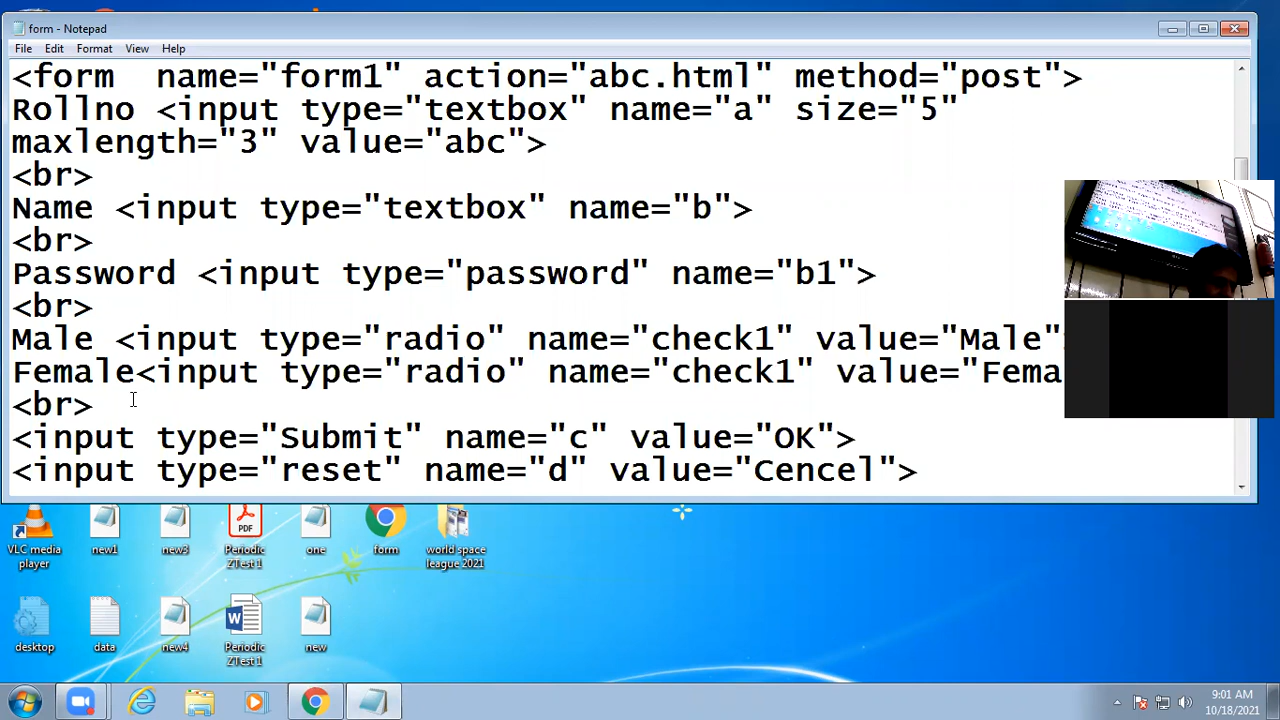 form - Notepad
File Edit Format View Help
<form  name="form1" action="abc.html" method="post">
Rollno <input type="textbox" name="a" size="5"
maxlength="3" value="abc">
<br>
Name <input type="textbox" name="b">
<br>
Password <input type="password" name="b1">
<br>
Male <input type="radio" name="check1" value="Male"
Female<input type="radio" name="check1" value="Fema
<br>
<input type="Submit" name="c" value="OK">
<input type="reset" name="d" value="Cencel">
VLC media player
new1
new3
PDF
Periodic ZTest 1
one
form
world space league 2021
desktop
data
new4
Periodic ZTest 1
new
9:01 AM
10/18/2021